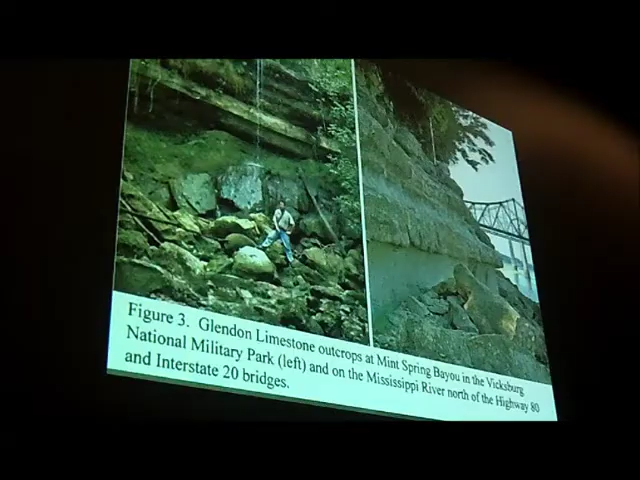 Figure 3. Glendon Limestone outcrops at Mint Spring Bayou in the Vicksburg
National Military Park (left) and on the Mississippi River north of the Highway 80
and Interstate 20 bridges.